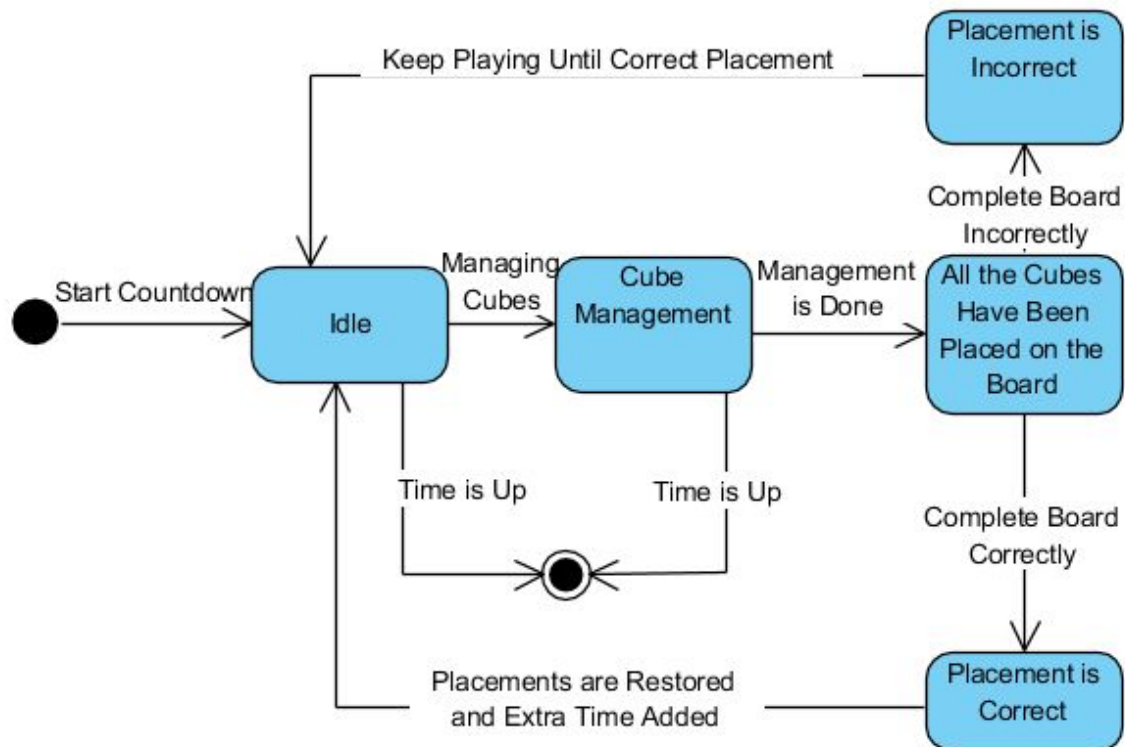 Placement is
Incorrect
Keep Playing Until Correct Placement
Complete Board
Incorrectly
Start Countdown
Idle
Managing
Cubes
Cube
Management
Management
is Done
All the Cubes
Have Been
Placed on the
Board
Time is Up
Time is Up
Complete Board
Correctly
Placements are Restored
and Extra Time Added
Placement is
Correct